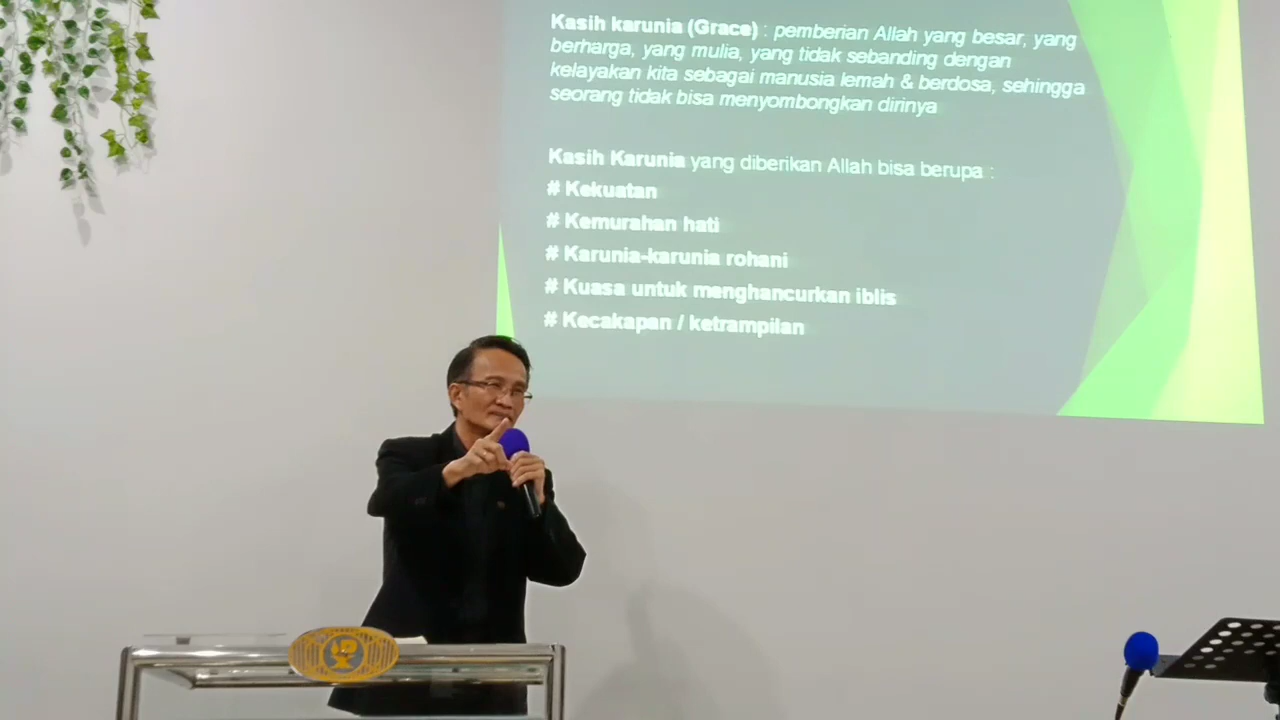 Kasih karunia (Grace) : pemberian Allah yang besar, yang
berharga, yang mulia, yang tidak sebanding dengan
kelayakan kita sebagai manusia lemah & berdosa, sehingga
seorang tidak bisa menyombongkan dirinya
Kasih Karunia yang diberikan Allah bisa berupa :
# Kekuatan
# Kemurahan hati
# Karunia-karunia rohani
# Kuasa untuk menghancurkan iblis
# Kecakapan / ketrampilan